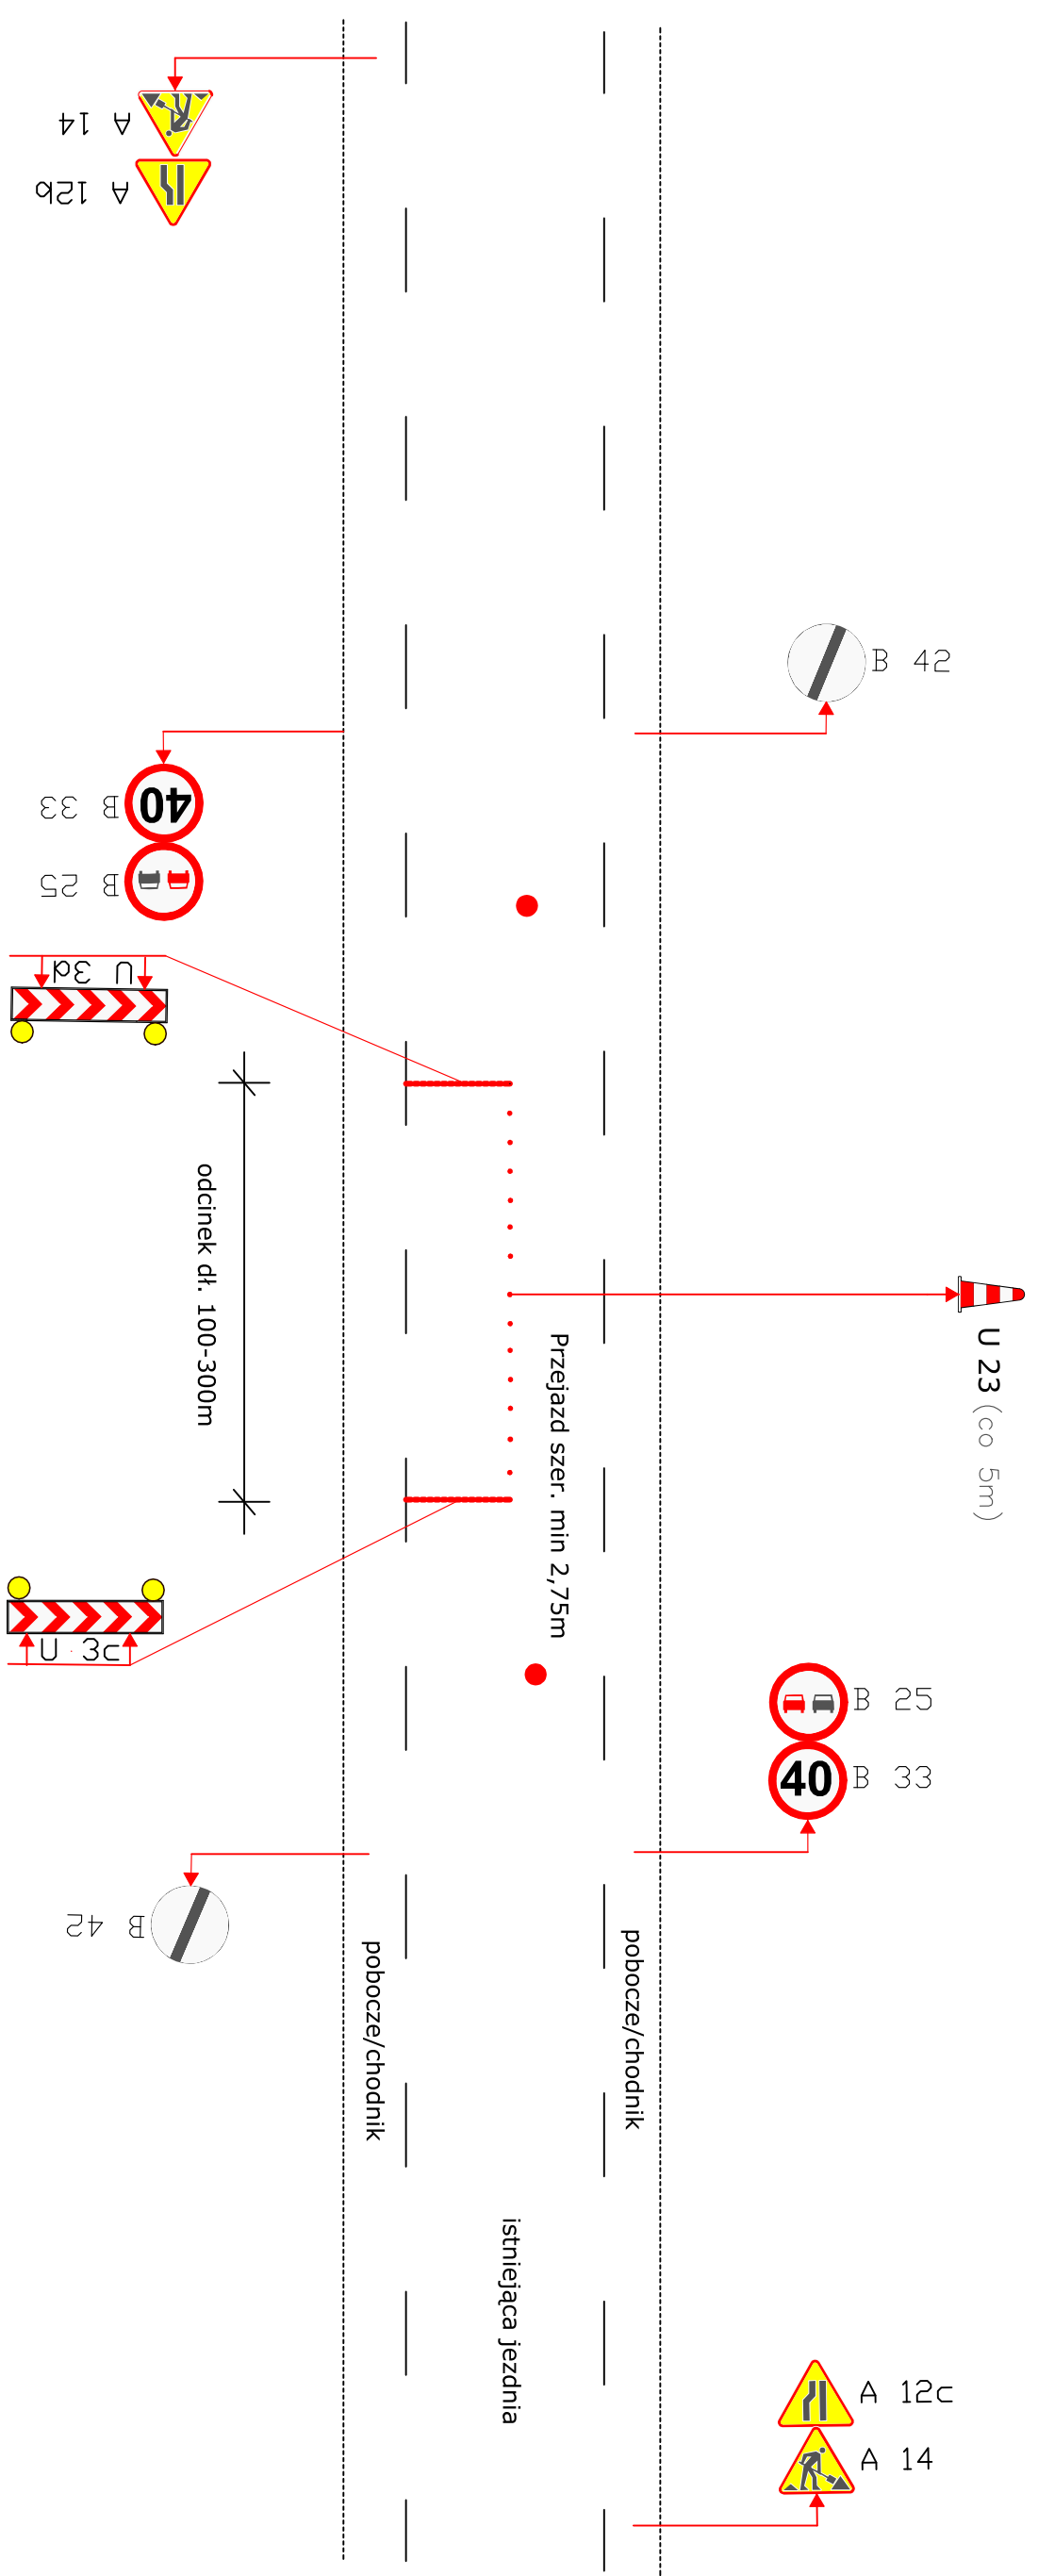 A 14
A 12b
B 42
B 33
40
B 25
U 3d
odcinek dł. 100-300m
U 23 (co 5m)
Przejazd szer. min 2,75m
U 3c
B 25
40
B 33
B 42
pobocze/chodnik
pobocze/chodnik
istniejąca jezdnia
A 12c
A 14